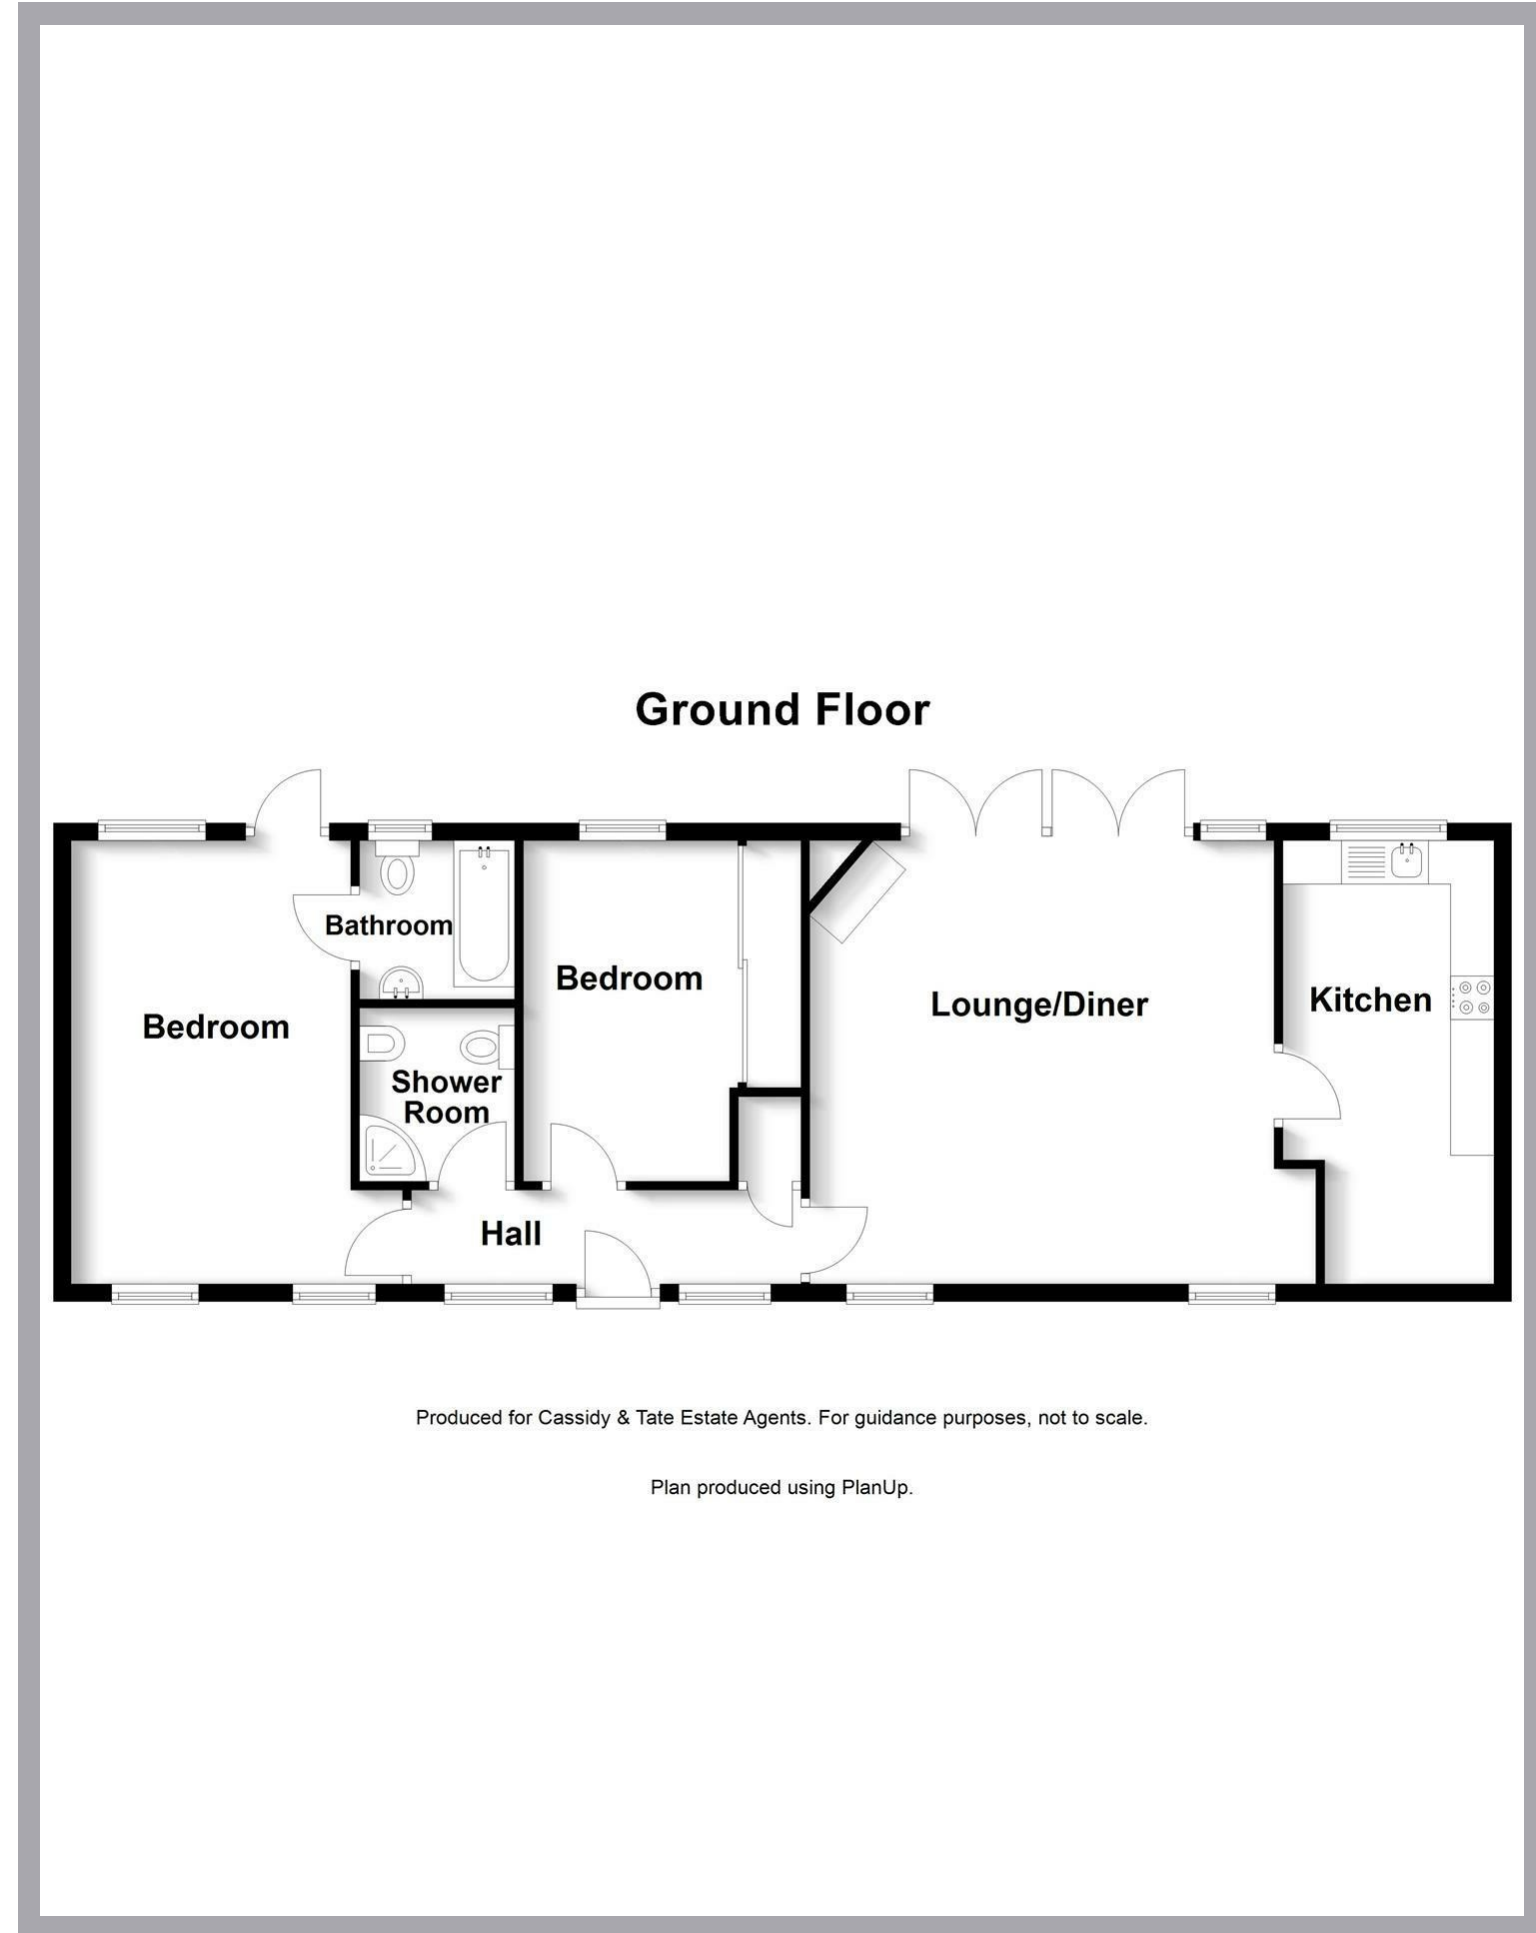 Ground Floor
Bathroom
Bedroom
Bedroom
Lounge/Diner
Kitchen
Shower
Room
Hall
Produced for Cassidy & Tate Estate Agents. For guidance purposes, not to scale.
Plan produced using PlanUp.